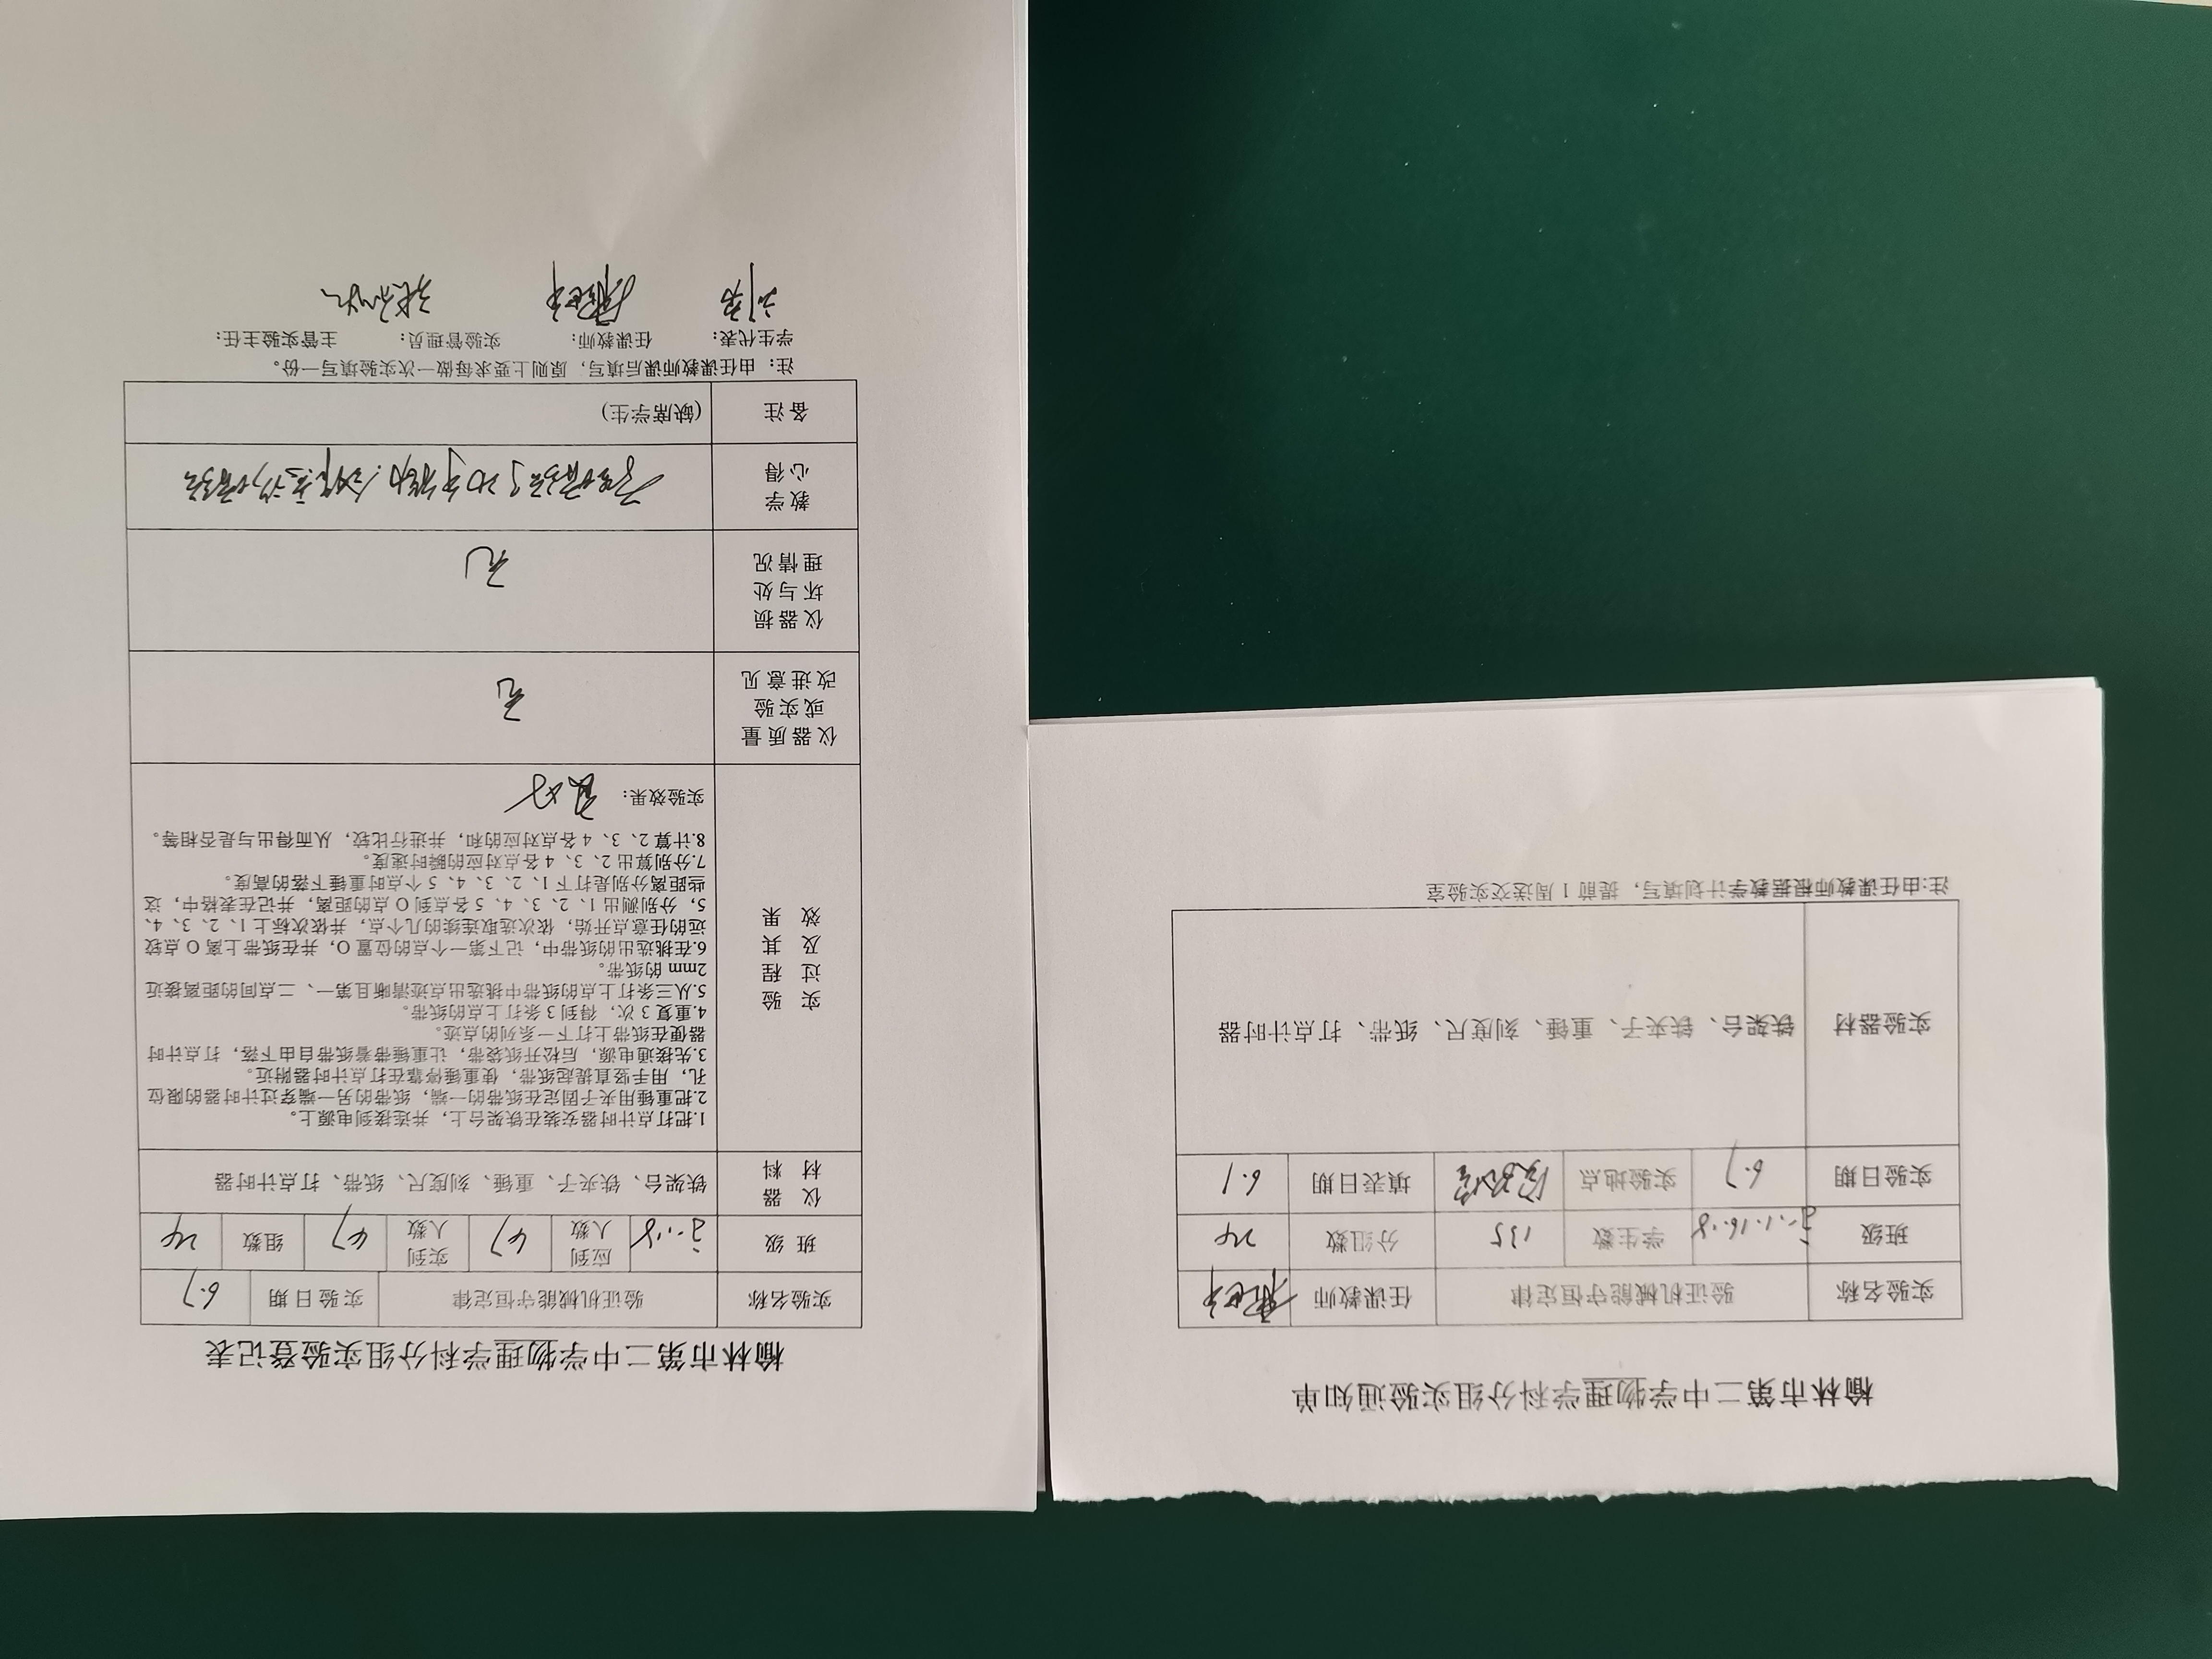 榆林市第二中学物理学科分组实验通知单
实验名称 验证机械能守恒定律 任课教师
班级 学生数 135 分组数 24
实验日期 6.7 实验地点 实验室 填表日期 6.1
实验器材 铁架台、铁夹子、重锤、刻度尺、纸带、打点计时器
注:由任课教师根据教学计划填写，提前 1 周送交实验室
榆林市第二中学物理学科分组实验登记表
实验名称 验证机械能守恒定律 实验日期 6.7
班 级 应到人数 47 实到人数 47 组数 24
仪 器 材 料 铁架台、铁夹子、重锤、刻度尺、纸带、打点计时器
实 验 过 程 及 其 效 果
1.把打点计时器安装在铁架台上，并连接到电源上。
2.把重锤用夹子固定在纸带的一端，纸带的另一端穿过计时器的限位
孔，用手竖直提起纸带，使重锤停靠在打点计时器附近。
3.先接通电源，后松开纸袋带，让重锤带着纸带自由下落，打点计时
器便在纸带上打下一系列的点迹。
4.重复 3 次，得到 3 条打上点的纸带。
5.从三条打上点的纸带中挑选出点迹清晰且第一、二点间的距离接近
2mm 的纸带。
6.在挑选出的纸带中，记下第一个点的位置 O，并在纸带上离 O 点较
远的任意点开始，依次选取连续的几个点，并依次标上 1、2、3、4、
5，分别测出 1、2、3、4、5 各点到 O 点的距离，并记在表格中，这
些距离分别是打下 1、2、3、4、5 个点时重锤下落的高度。
7.分别算出 2、3、4 各点对应的瞬时速度。
8.计算 2、3、4 各点对应的和，并进行比较，从而得出与是否相等。
实验效果： 良好
仪器质量或实验改进意见 无
仪器损坏与处理情况 无
教学心得
备注 (缺席学生)
注：由任课教师课后填写，原则上要求每做一次实验填写一份。
学生代表： 任课教师： 实验管理员： 主管实验主任：